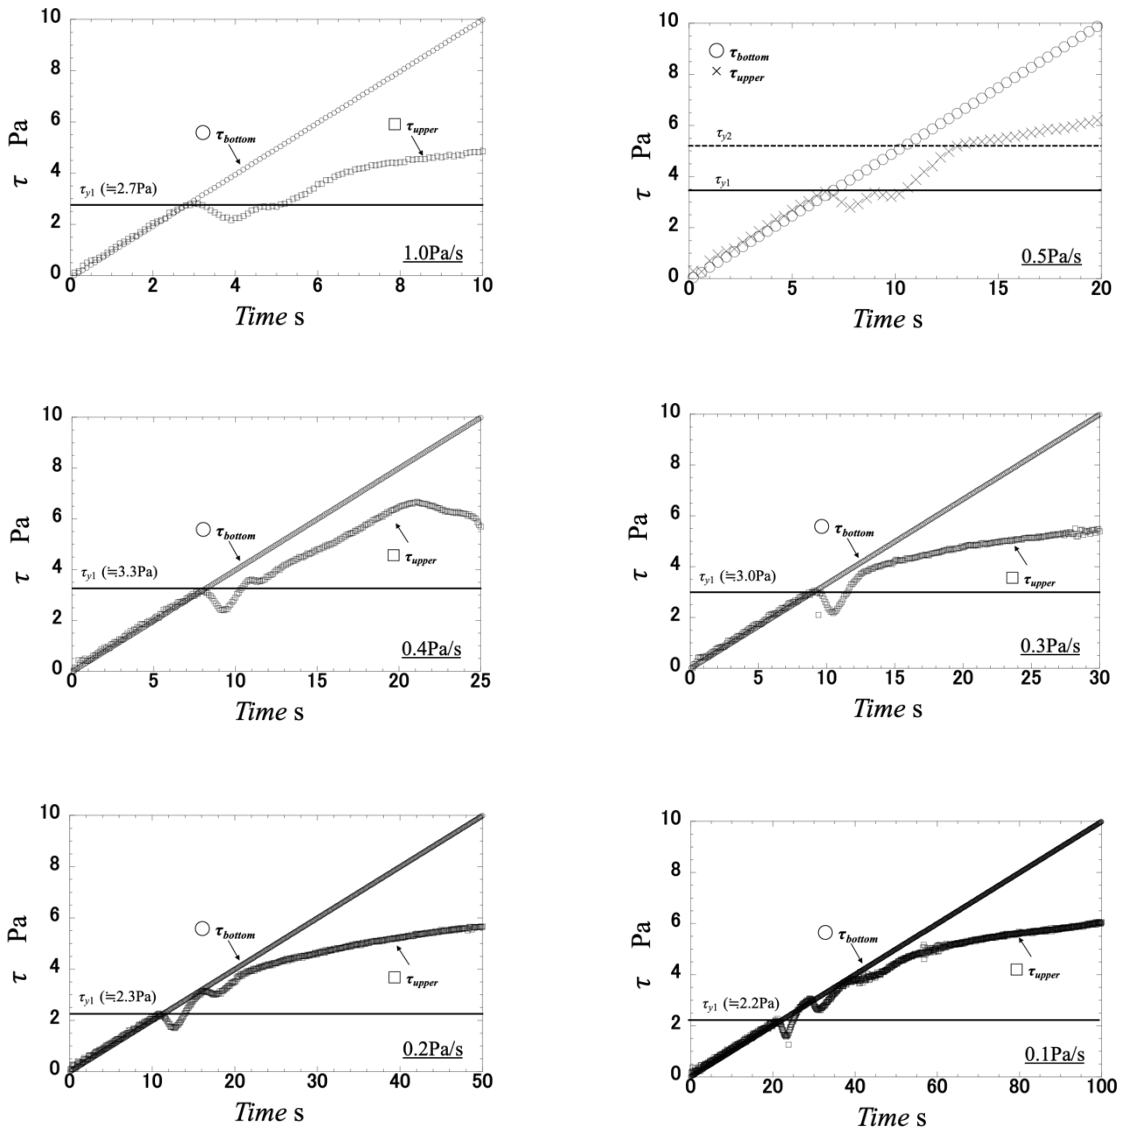 10
8
6
4
2
0
τ Pa
τbottom
τupper
τy1 (≒2.7Pa)
1.0Pa/s
0 2 4 6 8 10
Time s
10
8
6
4
2
0
τ Pa
τbottom
τupper
τy2
τy1
0.5Pa/s
0 5 10 15 20
Time s
10
8
6
4
2
0
τ Pa
τbottom
τupper
τy1 (≒3.3Pa)
0.4Pa/s
0 5 10 15 20 25
Time s
10
8
6
4
2
0
τ Pa
τbottom
τupper
τy1 (≒3.0Pa)
0.3Pa/s
0 5 10 15 20 25 30
Time s
10
8
6
4
2
0
τ Pa
τbottom
τupper
τy1 (≒2.3Pa)
0.2Pa/s
0 10 20 30 40 50
Time s
10
8
6
4
2
0
τ Pa
τbottom
τupper
τy1 (≒2.2Pa)
0.1Pa/s
0 20 40 60 80 100
Time s